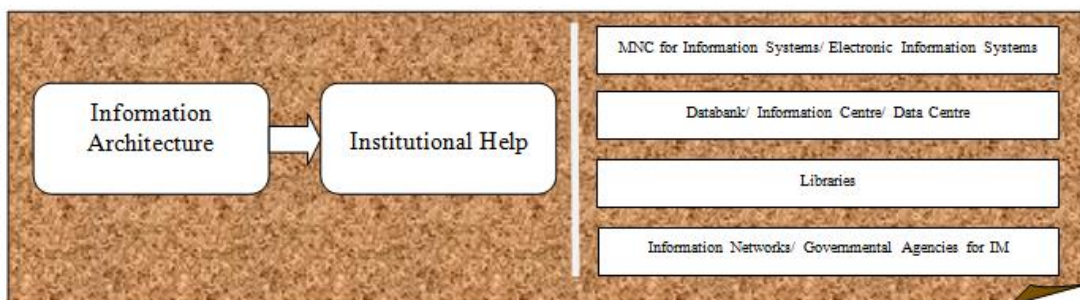 Information
Architecture
Institutional Help
MNC for Information Systems/ Electronic Information Systems
Databank/ Information Centre/ Data Centre
Libraries
Information Networks/ Governmental Agencies for IM